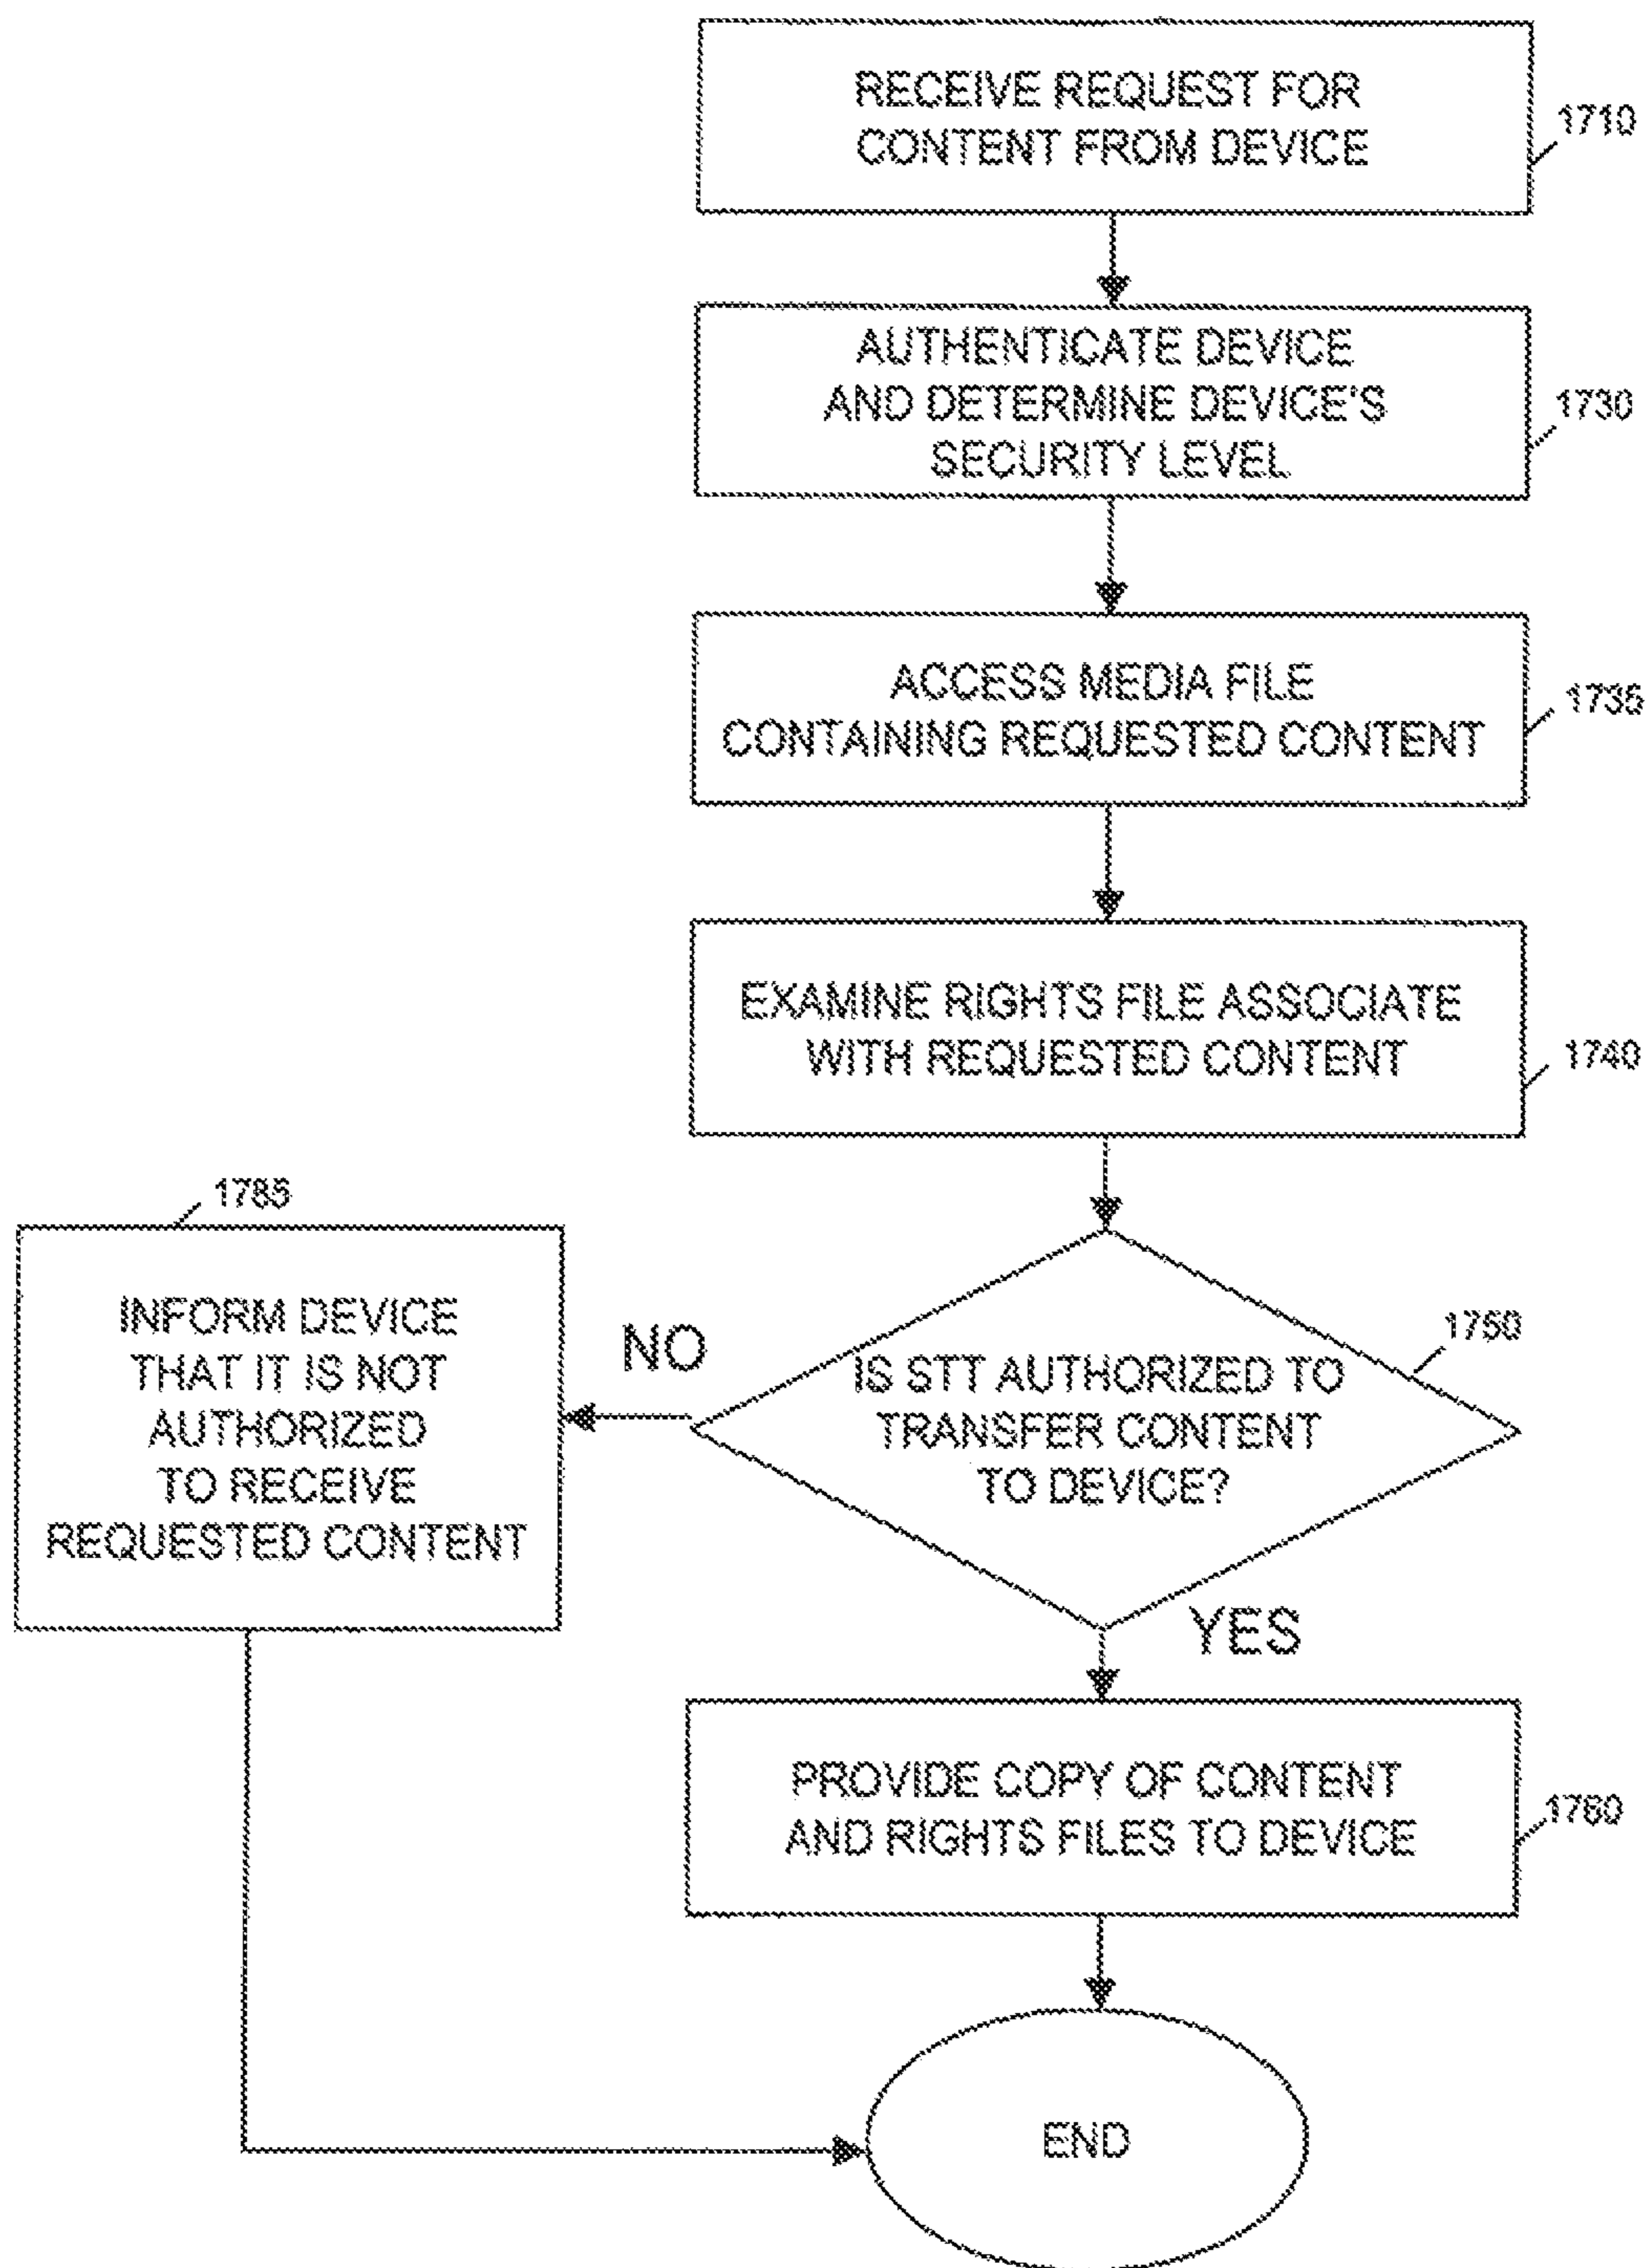 RECEIVE REQUEST FOR
CONTENT FROM DEVICE
1710
AUTHENTICATE DEVICE
AND DETERMINE DEVICE'S
SECURITY LEVEL
1730
ACCESS MEDIA FILE
CONTAINING REQUESTED CONTENT
1735
EXAMINE RIGHTS FILE ASSOCIATE
WITH REQUESTED CONTENT
1740
1785
INFORM DEVICE
THAT IT IS NOT
AUTHORIZED
TO RECEIVE
REQUESTED CONTENT
NO
1750
IS STT AUTHORIZED TO
TRANSFER CONTENT
TO DEVICE?
YES
PROVIDE COPY OF CONTENT
AND RIGHTS FILES TO DEVICE
1760
END